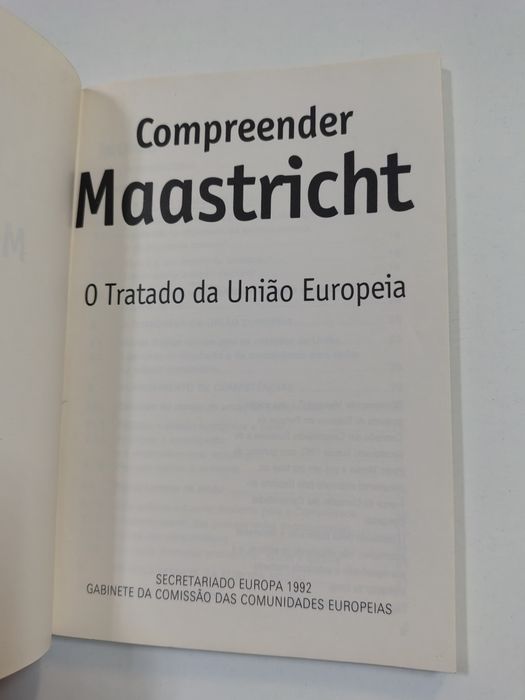 Compreender
Maastricht
O Tratado da União Europeia
SECRETARIADO EUROPA 1992
GABINETE DA COMISSÃO DAS COMUNIDADES EUROPEIAS